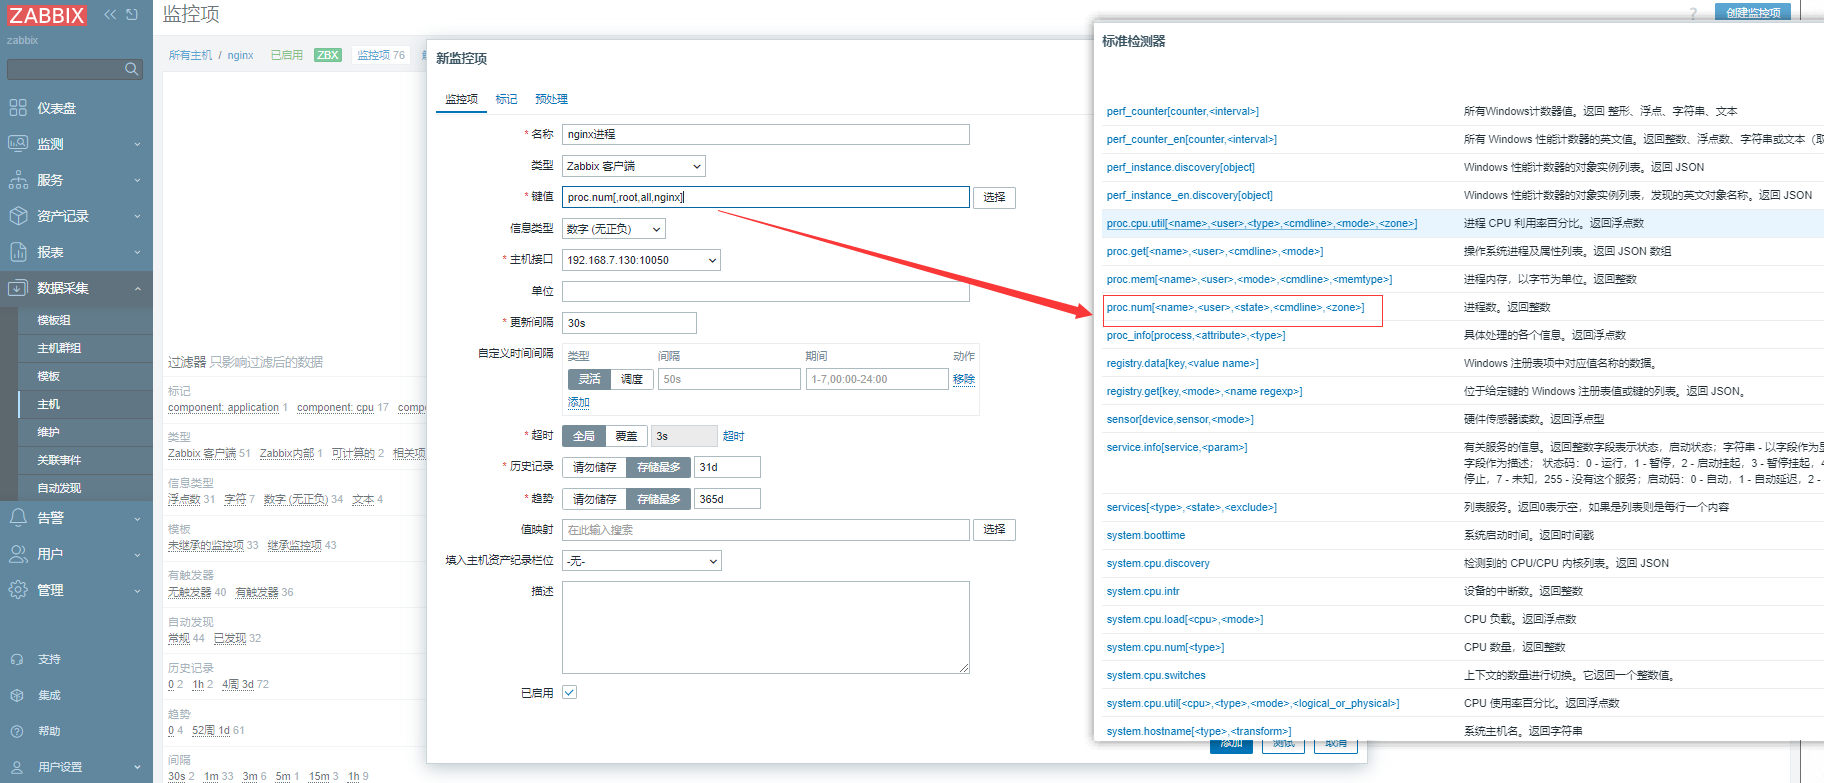 ZABBIX
zabbix
仪表盘
监测
服务
资产记录
报表
数据采集
模板组
主机群组
模板
主机
维护
关联事件
自动发现
告警
用户
管理
支持
集成
帮助
用户设置
监控项
?
创建监控项
所有主机 / nginx 已启用 ZBX 监控项 76
过滤器 只影响过滤后的数据
标记
component: application 1 component: cpu 17 compo
类型
Zabbix 客户端 51 Zabbix内部 1 可计算的 2 相关项
信息类型
浮点数 31 字符 7 数字 (无正负) 34 文本 4
模板
未继承的监控项 33 继承监控项 43
有触发器
无触发器 40 有触发器 36
自动发现
常规 44 已发现 32
历史记录
0 2 1h 2 4周 3d 72
趋势
0 4 52周 1d 61
间隔
30s 2 1m 33 3m 6 5m 1 15m 3 1h 9
新监控项
监控项 标记 预处理
* 名称 nginx进程
类型 Zabbix 客户端
* 键值 proc.num[,root,all,nginx] 选择
信息类型 数字 (无正负)
* 主机接口 192.168.7.130:10050
单位
* 更新间隔 30s
自定义时间间隔 类型 间隔 期间 动作
灵活 调度 50s 1-7,00:00-24:00 移除
添加
* 超时 全局 覆盖 3s 超时
* 历史记录 请勿储存 存储最多 31d
* 趋势 请勿储存 存储最多 365d
值映射 在此输入搜索 选择
填入主机资产纪录栏位 -无-
描述
已启用
添加 测试 取消
标准检测器
perf_counter[counter,<interval>] 所有Windows计数器值。返回 整形、浮点、字符串、文本
perf_counter_en[counter,<interval>] 所有 Windows 性能计数器的英文值。返回整数、浮点数、字符串或文本（取
perf_instance.discovery[object] Windows 性能计数器的对象实例列表。返回 JSON
perf_instance_en.discovery[object] Windows 性能计数器的对象实例列表，发现的英文对象名称。返回 JSON
proc.cpu.util[<name>,<user>,<type>,<cmdline>,<mode>,<zone>] 进程 CPU 利用率百分比。返回浮点数
proc.get[<name>,<user>,<cmdline>,<mode>] 操作系统进程及属性列表。返回 JSON 数组
proc.mem[<name>,<user>,<mode>,<cmdline>,<memtype>] 进程内存，以字节为单位。返回整数
proc.num[<name>,<user>,<state>,<cmdline>,<zone>] 进程数。返回整数
proc_info[process,<attribute>,<type>] 具体处理的各个信息。返回浮点数
registry.data[key,<value name>] Windows 注册表项中对应值名称的数据。
registry.get[key,<mode>,<name regexp>] 位于给定键的 Windows 注册表值或键的列表。返回 JSON。
sensor[device,sensor,<mode>] 硬件传感器读数。返回浮点型
service.info[service,<param>] 有关服务的信息。返回整数字段表示状态，启动状态；字符串 - 以字段作为显
字段作为描述； 状态码：0 - 运行，1 - 暂停，2 - 启动挂起，3 - 暂停挂起，4
停止，7 - 未知，255 - 没有这个服务；启动码：0 - 自动，1 - 自动延迟，2 -
services[<type>,<state>,<exclude>] 列表服务。返回0表示空，如果是列表则是每行一个内容
system.boottime 系统启动时间。返回时间戳
system.cpu.discovery 检测到的 CPU/CPU 内核列表。返回 JSON
system.cpu.intr 设备的中断数。返回整数
system.cpu.load[<cpu>,<mode>] CPU 负载。返回浮点数
system.cpu.num[<type>] CPU 数量，返回整数
system.cpu.switches 上下文的数量进行切换。它返回一个整数值。
system.cpu.util[<cpu>,<type>,<mode>,<logical_or_physical>] CPU 使用率百分比。返回浮点数
system.hostname[<type>,<transform>] 系统主机名。返回字符串